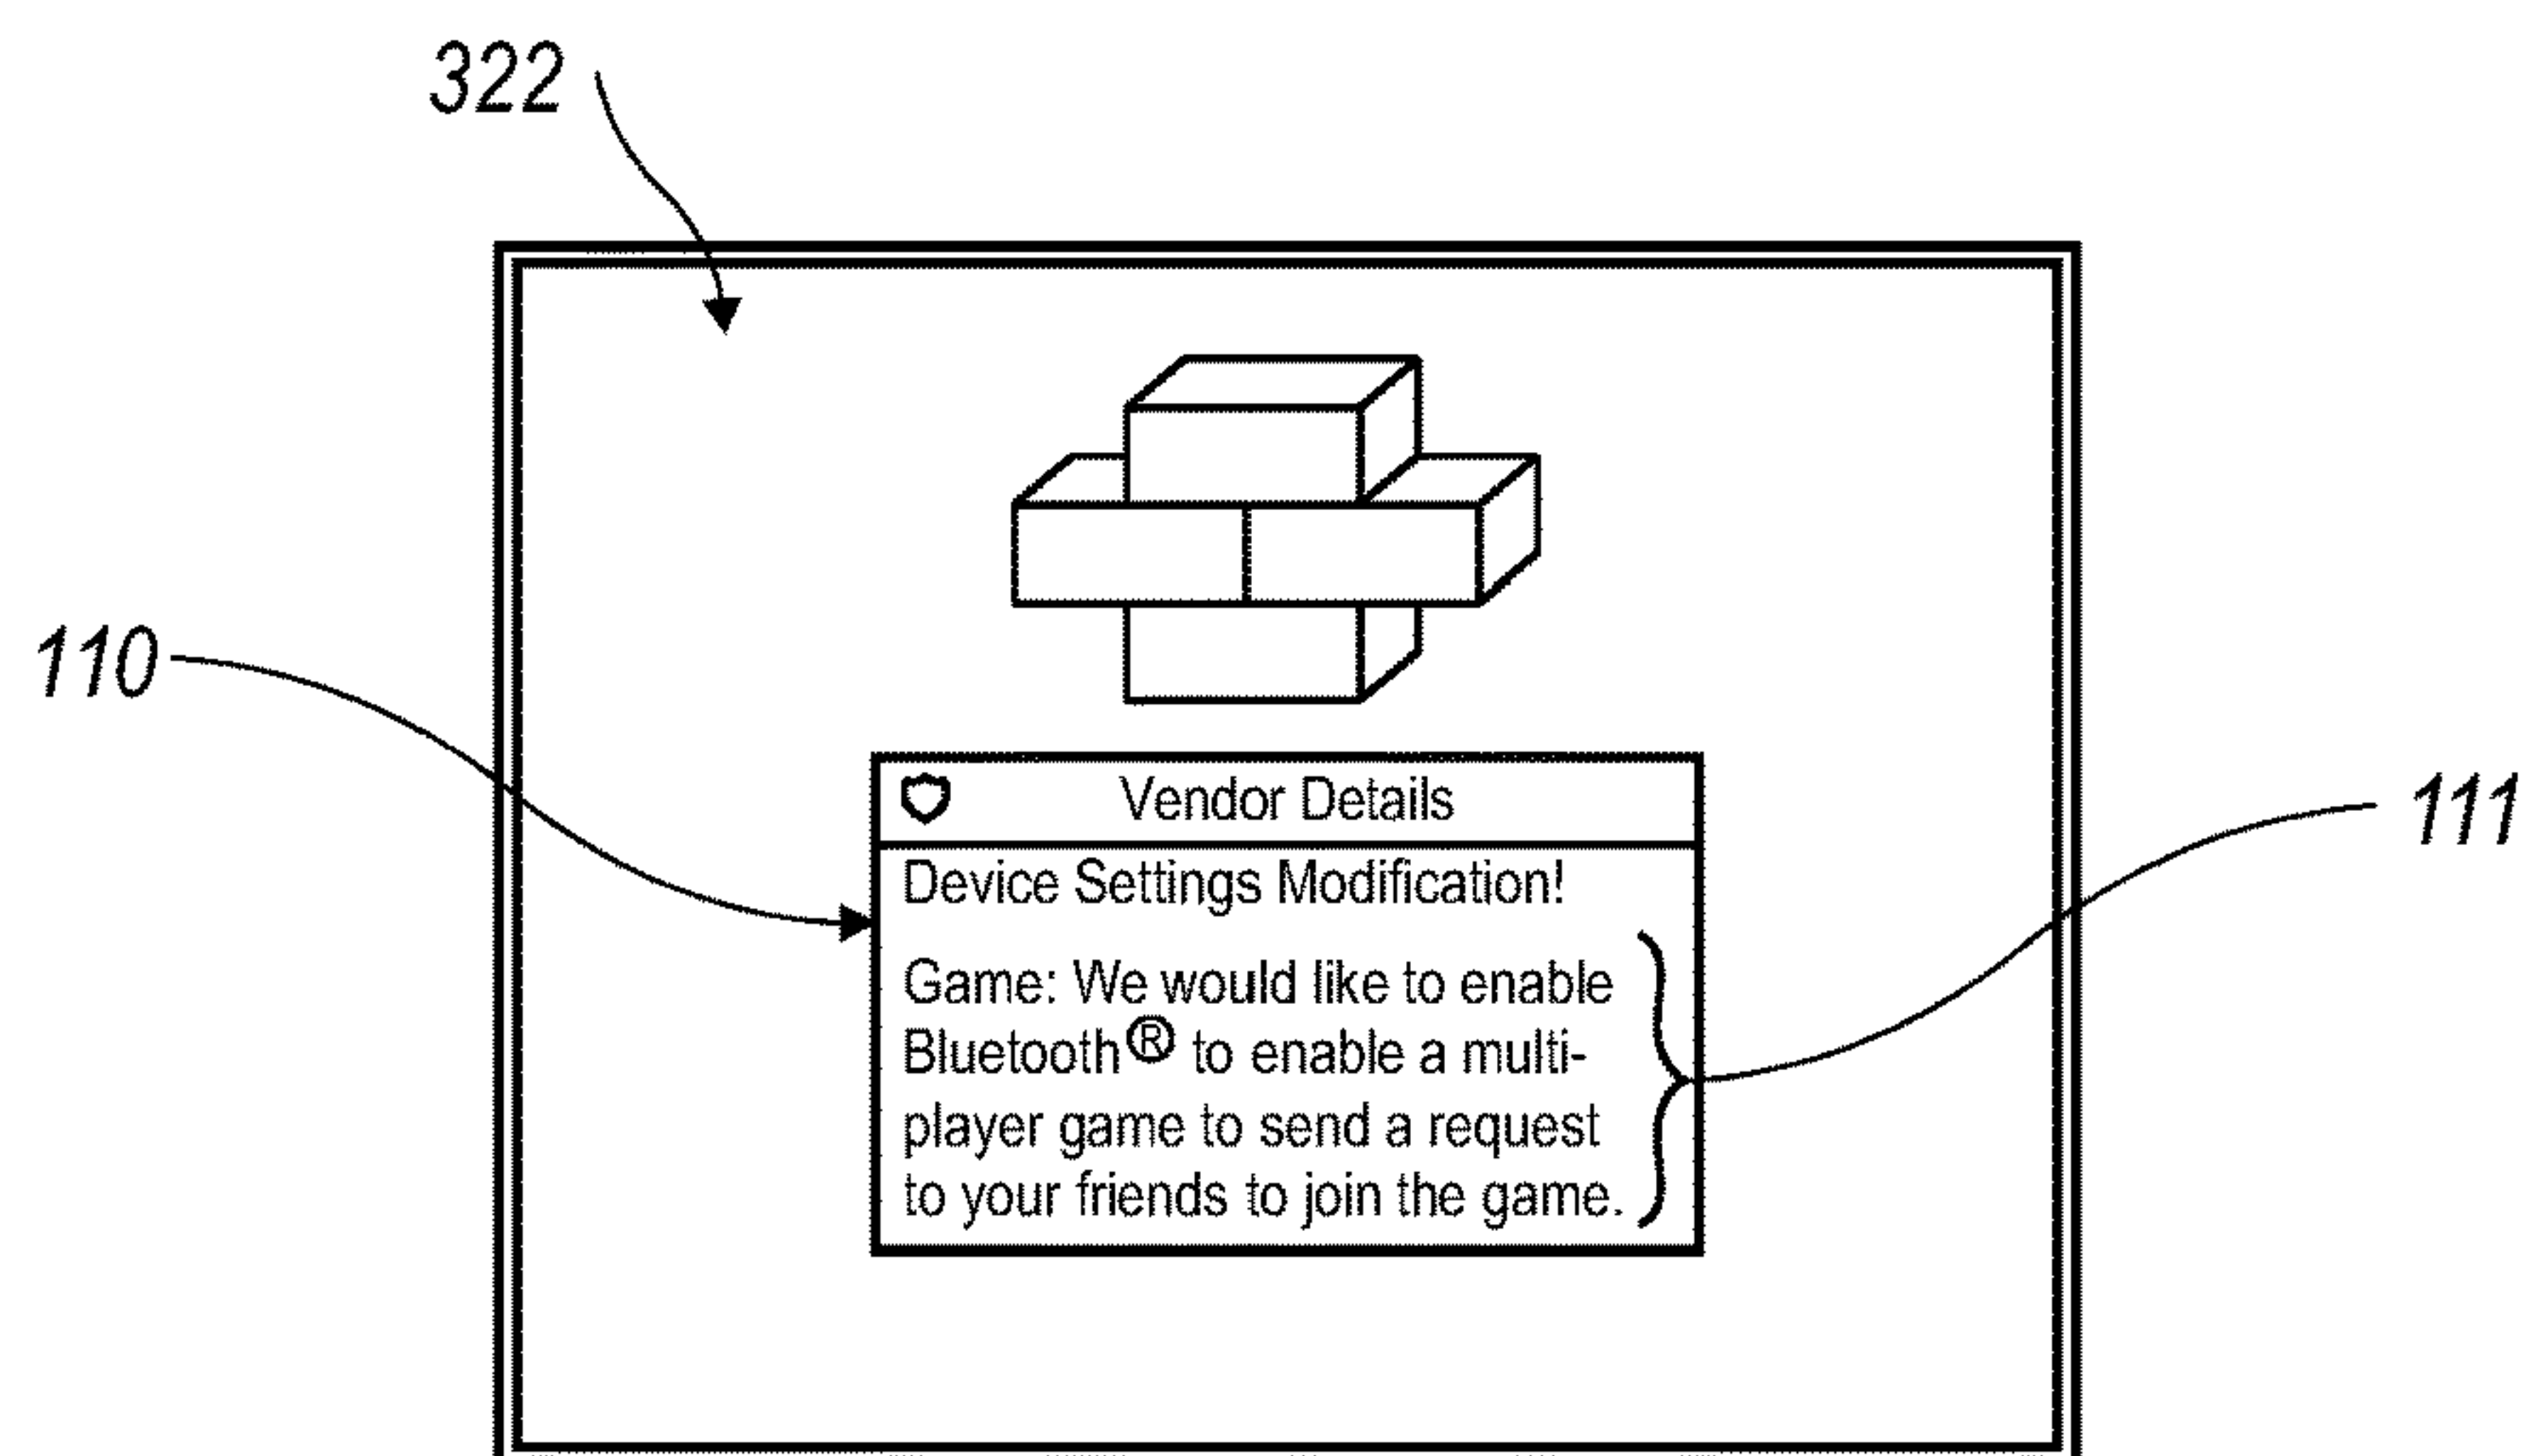 322
110
Vendor Details
Device Settings Modification!
111
Game: We would like to enable
Bluetooth® to enable a multi-
player game to send a request
to your friends to join the game.